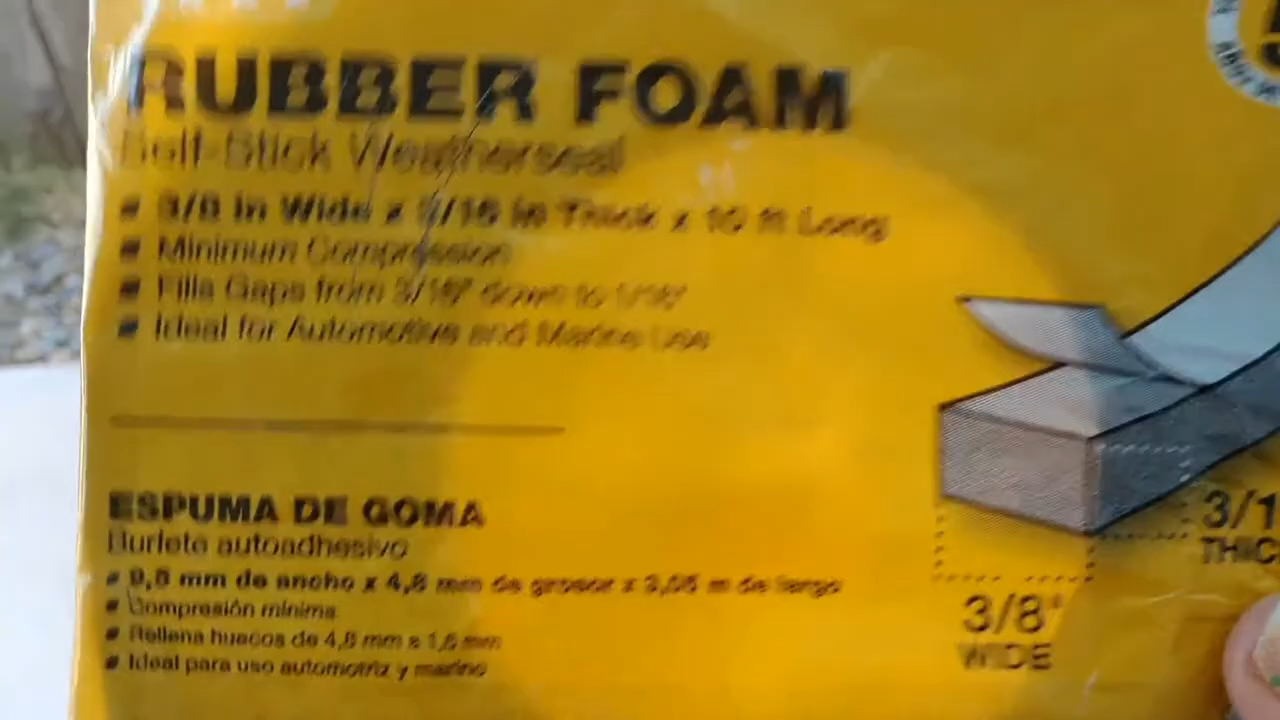 RUBBER FOAM
Self-Stick Weatherseal
3/8 in Wide x 3/16 in Thick x 10 ft Long
Minimum Compression
Fills Gaps from 3/16" down to 1/16"
Ideal for Automotive and Marine Use
ESPUMA DE GOMA
Burlete autoadhesivo
9,5 mm de ancho x 4,8 mm de grosor x 3,05 m de largo
Compresión mínima
Rellena huecos de 4,8 mm a 1,6 mm
Ideal para uso automotriz y marino
3/1
THIC
3/8"
WIDE